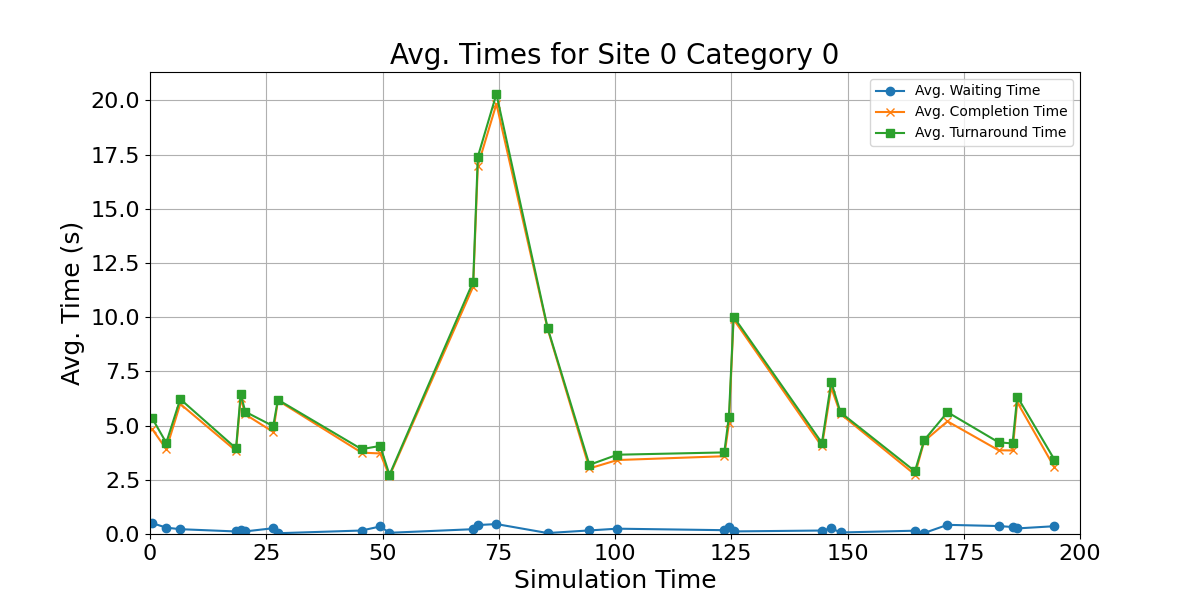 Avg. Times for Site 0 Category 0
Avg. Waiting Time
Avg. Completion Time
Avg. Turnaround Time
Avg. Time (s)
20.0
17.5
15.0
12.5
10.0
7.5
5.0
2.5
0.0
0 25 50 75 100 125 150 175 200
Simulation Time